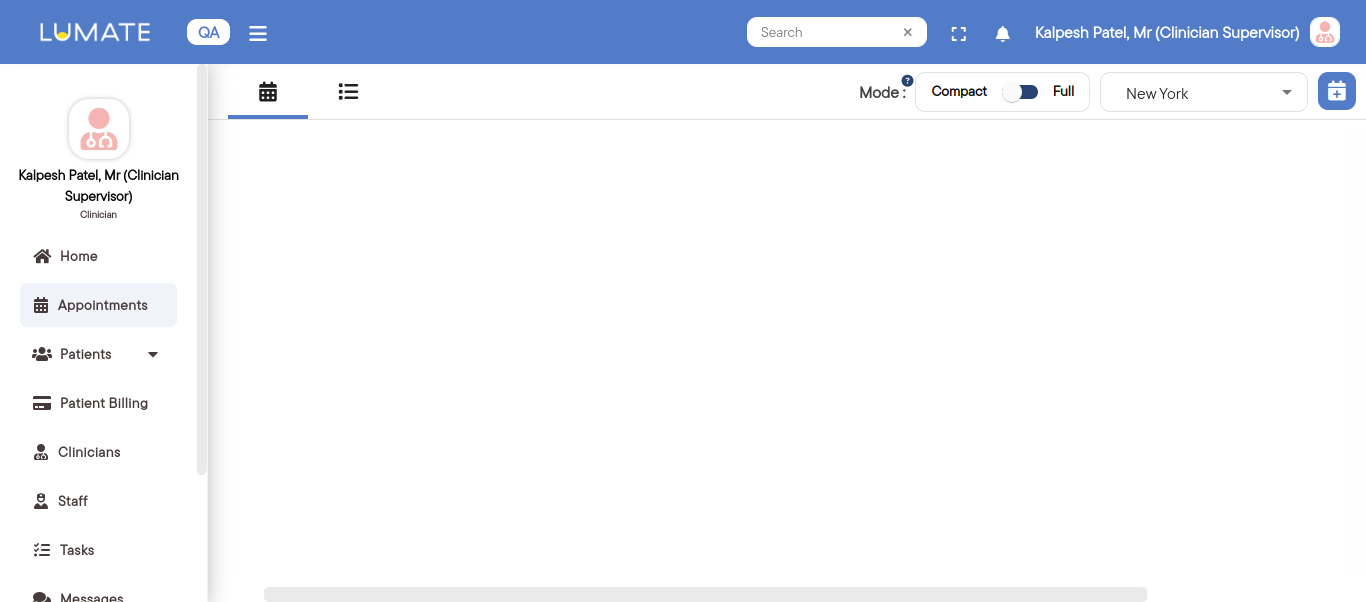 LUMATE
QA
Search
Kalpesh Patel, Mr (Clinician Supervisor)
Mode :
?
Compact
Full
New York
Kalpesh Patel, Mr (Clinician
Supervisor)
Clinician
Home
Appointments
Patients
Patient Billing
Clinicians
Staff
Tasks
Messages